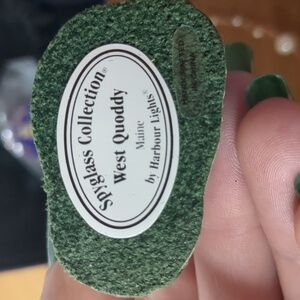 Spyglass Collection®
West Quoddy
Maine
by Harbour Lights®